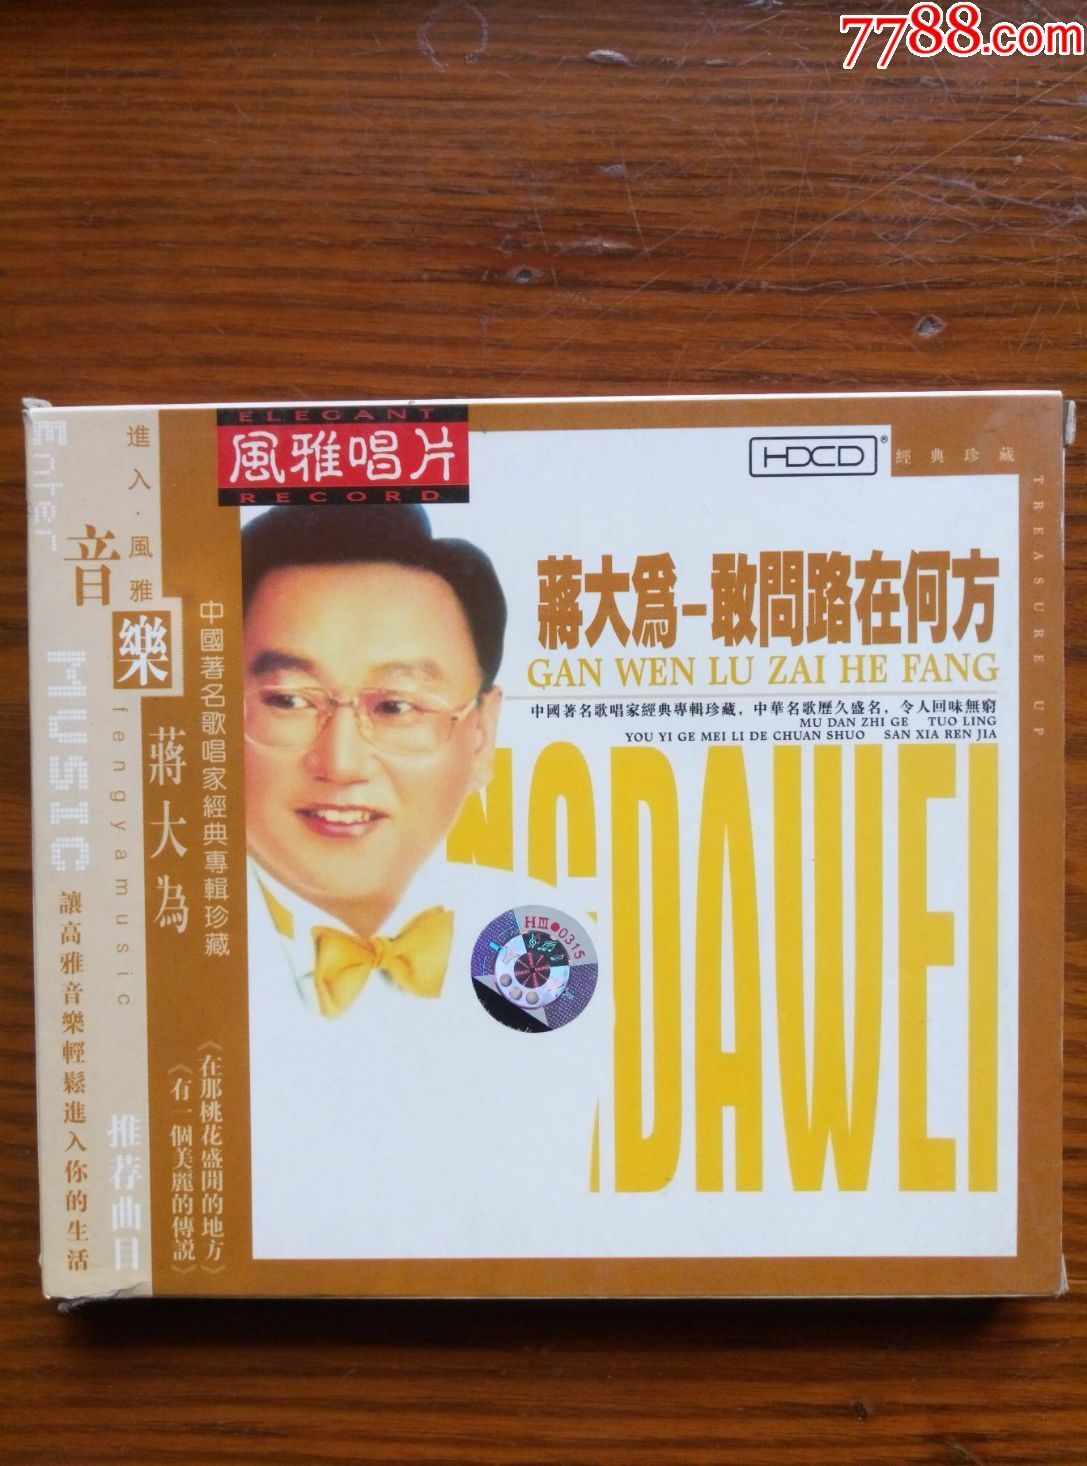 7788.com
Enter
MUSIC
進入·風雅
音樂
fengyamusic
讓高雅音樂輕鬆進入你的生活
推荐曲目
蔣大為
中國著名歌唱家經典專輯珍藏
《在那桃花盛開的地方》
《有一個美麗的傳説》
ELEGANT
風雅唱片
RECORD
HDCD®
經典珍藏
TREASURE UP
蔣大爲-敢問路在何方
GAN WEN LU ZAI HE FANG
中國著名歌唱家經典專輯珍藏，中華名歌歷久盛名，令人回味無窮
MU DAN ZHI GE TUO LING
YOU YI GE MEI LI DE CHUAN SHUO SAN XIA REN JIA
NGDAWEI
HⅢ●0315